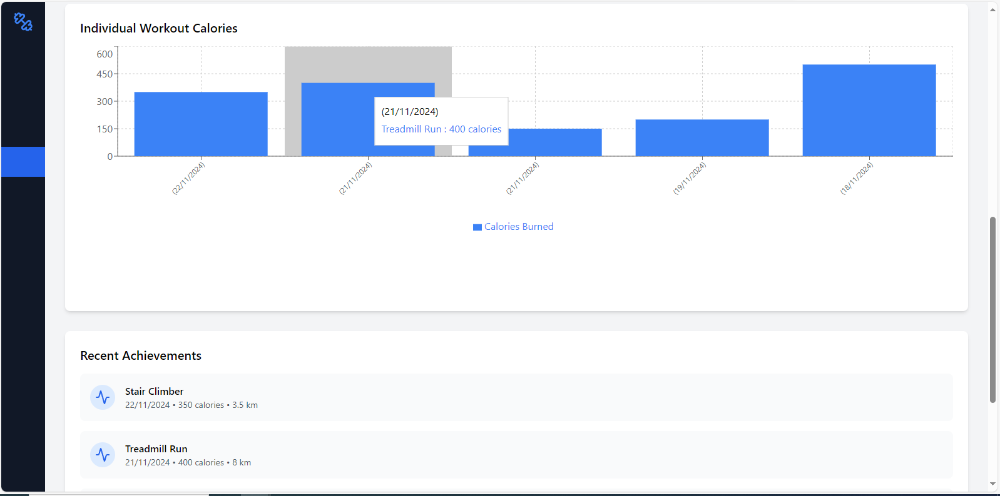 Individual Workout Calories
600
450
300
150
0
(21/11/2024)
Treadmill Run : 400 calories
(22/11/2024)
(21/11/2024)
(21/11/2024)
(19/11/2024)
(18/11/2024)
Calories Burned
Recent Achievements
Stair Climber
22/11/2024 • 350 calories • 3.5 km
Treadmill Run
21/11/2024 • 400 calories • 8 km